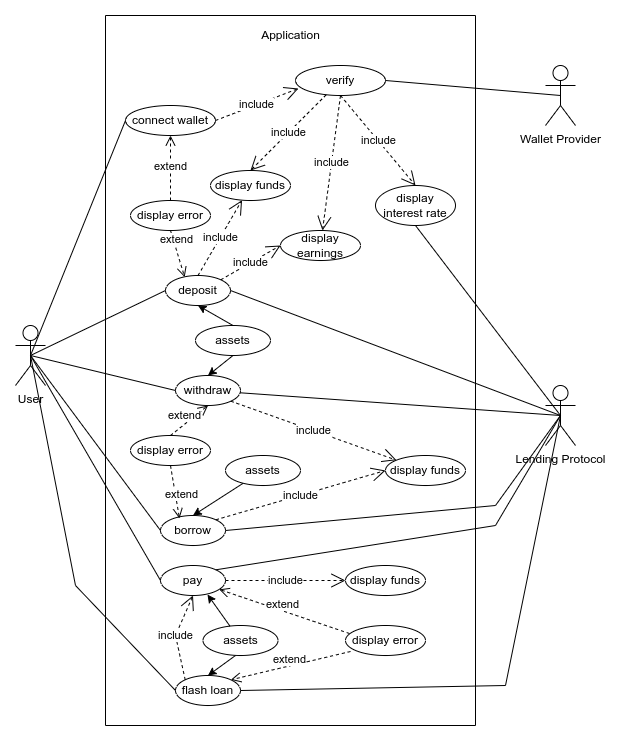 Application
verify
include
connect wallet
Wallet Provider
include
include
include
extend
display funds
display
interest rate
display error
extend
include
display
earnings
include
deposit
assets
User
withdraw
extend
include
display error
assets
display funds
Lending Protocol
extend
include
borrow
pay
include
display funds
extend
include
assets
display error
extend
flash loan